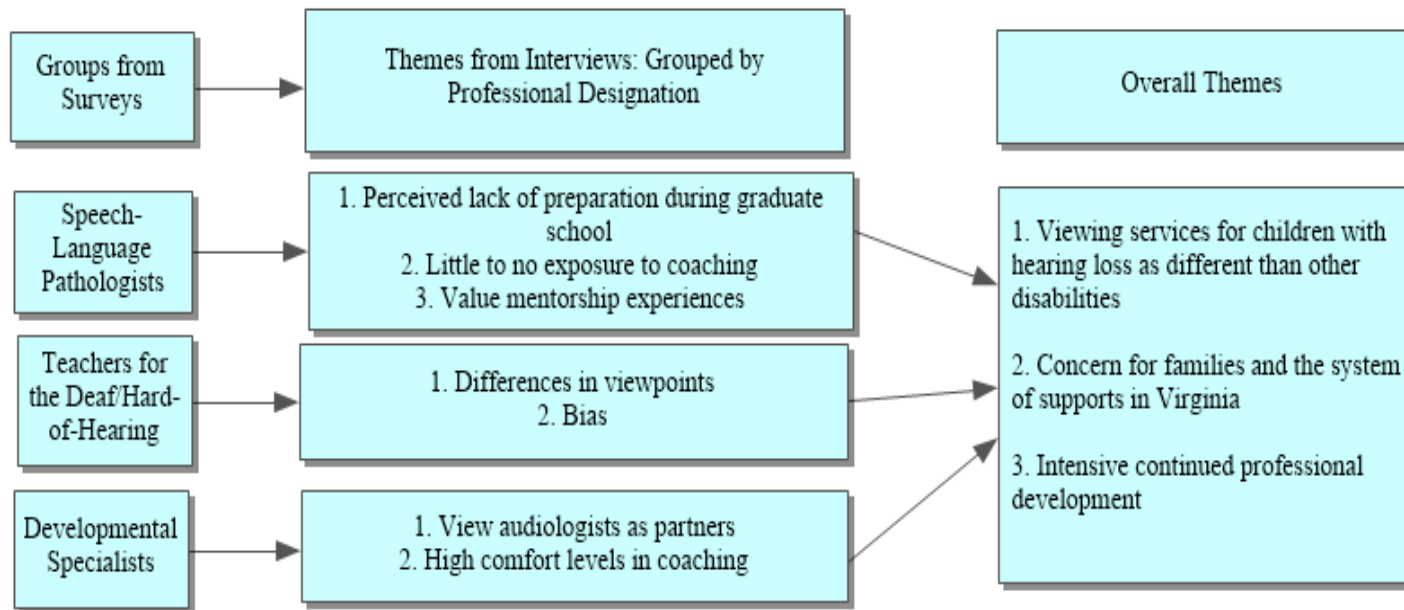 Groups from
Surveys
Themes from Interviews: Grouped by
Professional Designation
Overall Themes
Speech-
Language
Pathologists
1. Perceived lack of preparation during graduate
school
2. Little to no exposure to coaching
3. Value mentorship experiences
Teachers for
the Deaf/Hard-
of-Hearing
1. Differences in viewpoints
2. Bias
Developmental
Specialists
1. View audiologists as partners
2. High comfort levels in coaching
1. Viewing services for children with
hearing loss as different than other
disabilities
2. Concern for families and the system
of supports in Virginia
3. Intensive continued professional
development